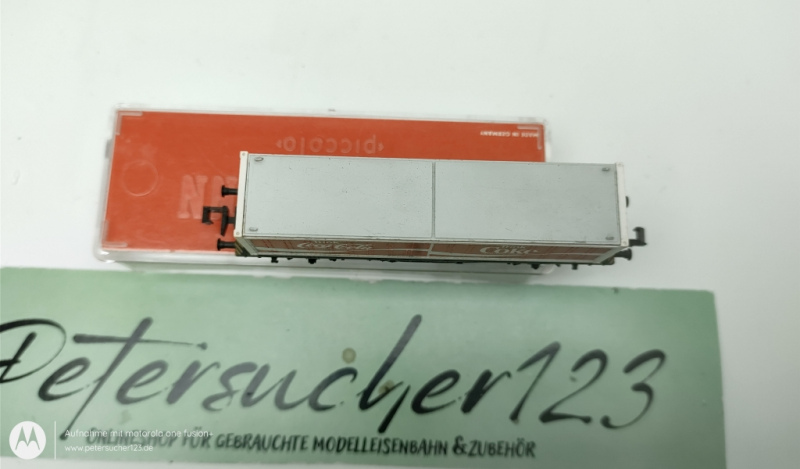 MADE IN GERMANY
piccolo
Coca-Cola
Coke
Petersucher123
ONLINESHOP FÜR GEBRAUCHTE MODELLEISENBAHN & ZUBEHÖR
Aufnahme mit motorola one fusion+
www.petersucher123.de